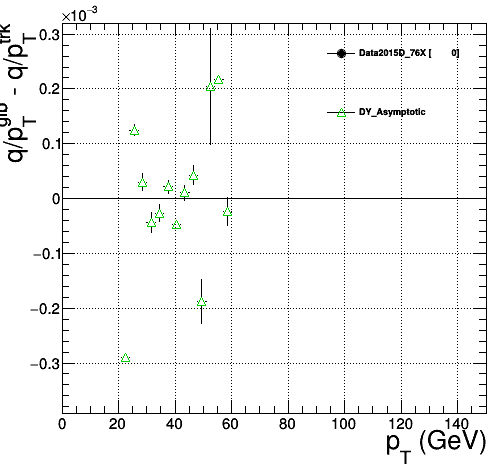 ×10⁻³
q/p_T^glb - q/p_T^trk
0.3
0.2
0.1
0
−0.1
−0.2
−0.3
Data2015D_76X [ 0]
DY_Asymptotic
0 20 40 60 80 100 120 140
p_T (GeV)